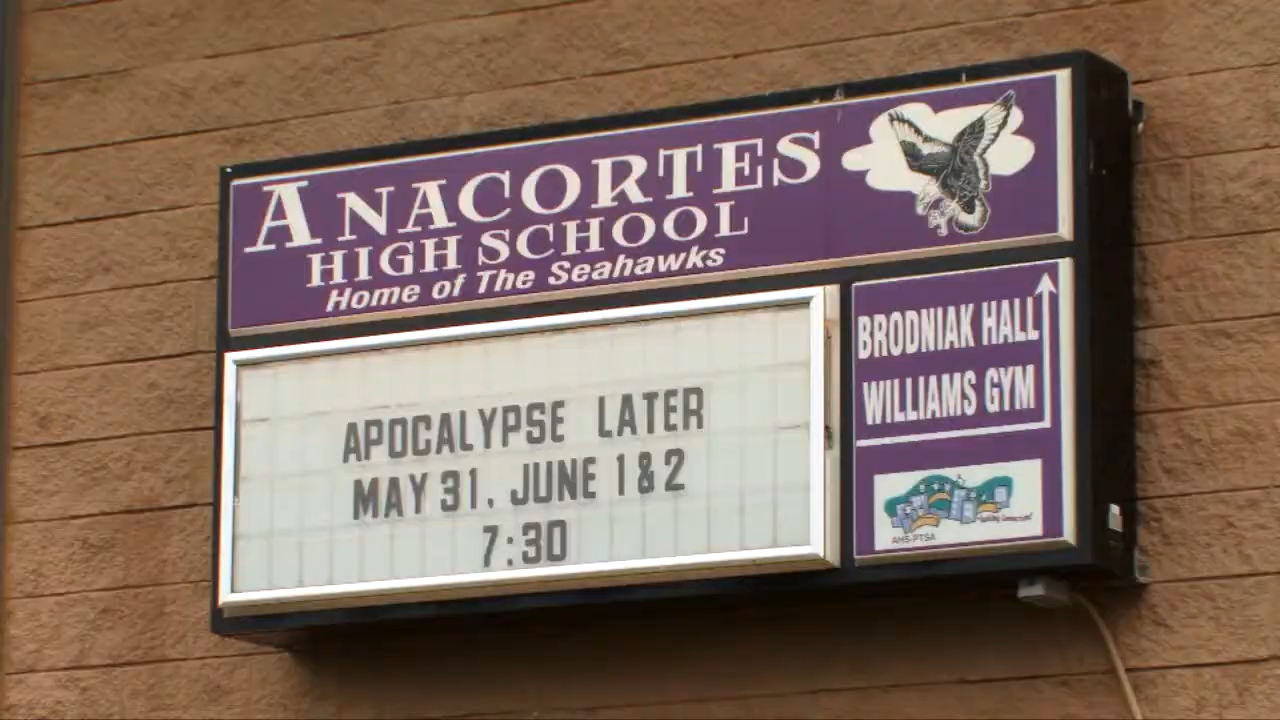 ANACORTES
HIGH SCHOOL
Home of The Seahawks
APOCALYPSE LATER
MAY 31, JUNE 1 & 2
7:30
BRODNIAK HALL
WILLIAMS GYM
AHS-PTSA